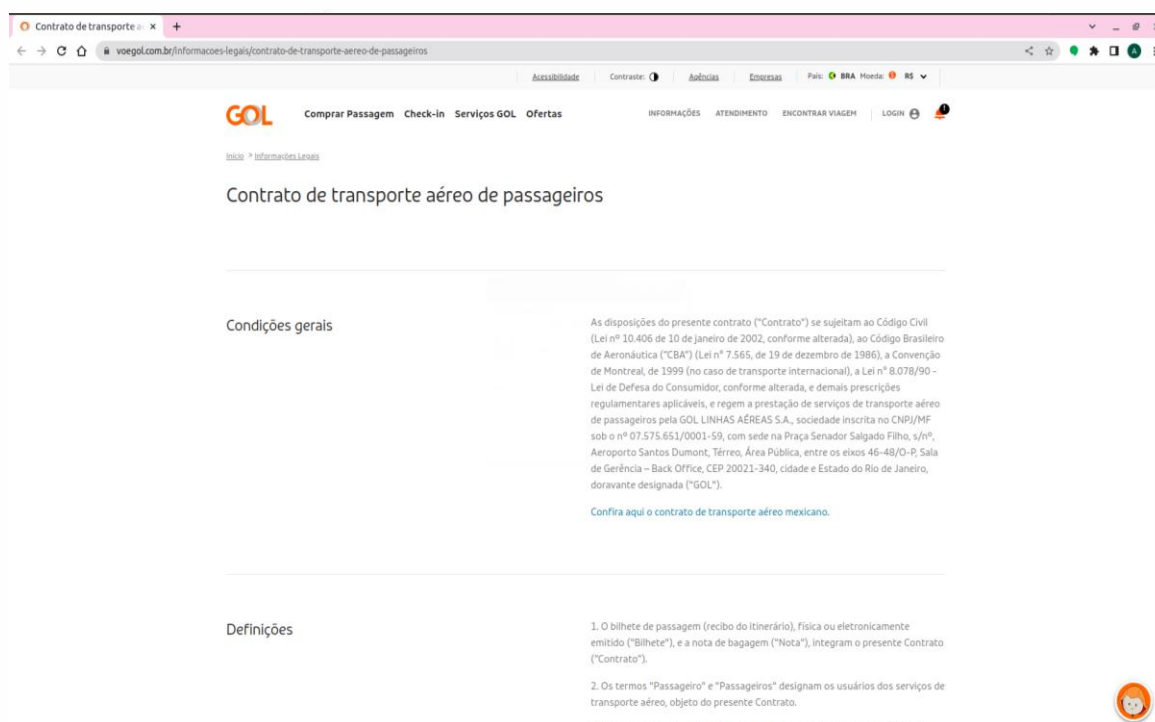 Contrato de transporte a
voegol.com.br/informacoes-legais/contrato-de-transporte-aereo-de-passageiros
A
Acessibilidade Contraste: Agências Empresas País: BRA Moeda: R$
GOL Comprar Passagem Check-in Serviços GOL Ofertas INFORMAÇÕES ATENDIMENTO ENCONTRAR VIAGEM LOGIN
Início > Informações Legais
Contrato de transporte aéreo de passageiros
Condições gerais
As disposições do presente contrato ("Contrato") se sujeitam ao Código Civil
(Lei nº 10.406 de 10 de janeiro de 2002, conforme alterada), ao Código Brasileiro
de Aeronáutica ("CBA") (Lei n° 7.565, de 19 de dezembro de 1986), a Convenção
de Montreal, de 1999 (no caso de transporte internacional), a Lei n° 8.078/90 -
Lei de Defesa do Consumidor, conforme alterada, e demais prescrições
regulamentares aplicáveis, e regem a prestação de serviços de transporte aéreo
de passageiros pela GOL LINHAS AÉREAS S.A., sociedade inscrita no CNPJ/MF
sob o nº 07.575.651/0001-59, com sede na Praça Senador Salgado Filho, s/nº,
Aeroporto Santos Dumont, Térreo, Área Pública, entre os eixos 46-48/O-P, Sala
de Gerência – Back Office, CEP 20021-340, cidade e Estado do Rio de Janeiro,
doravante designada ("GOL").
Confira aqui o contrato de transporte aéreo mexicano.
Definições
1. O bilhete de passagem (recibo do itinerário), física ou eletronicamente
emitido ("Bilhete"), e a nota de bagagem ("Nota"), integram o presente Contrato
("Contrato").
2. Os termos "Passageiro" e "Passageiros" designam os usuários dos serviços de
transporte aéreo, objeto do presente Contrato.